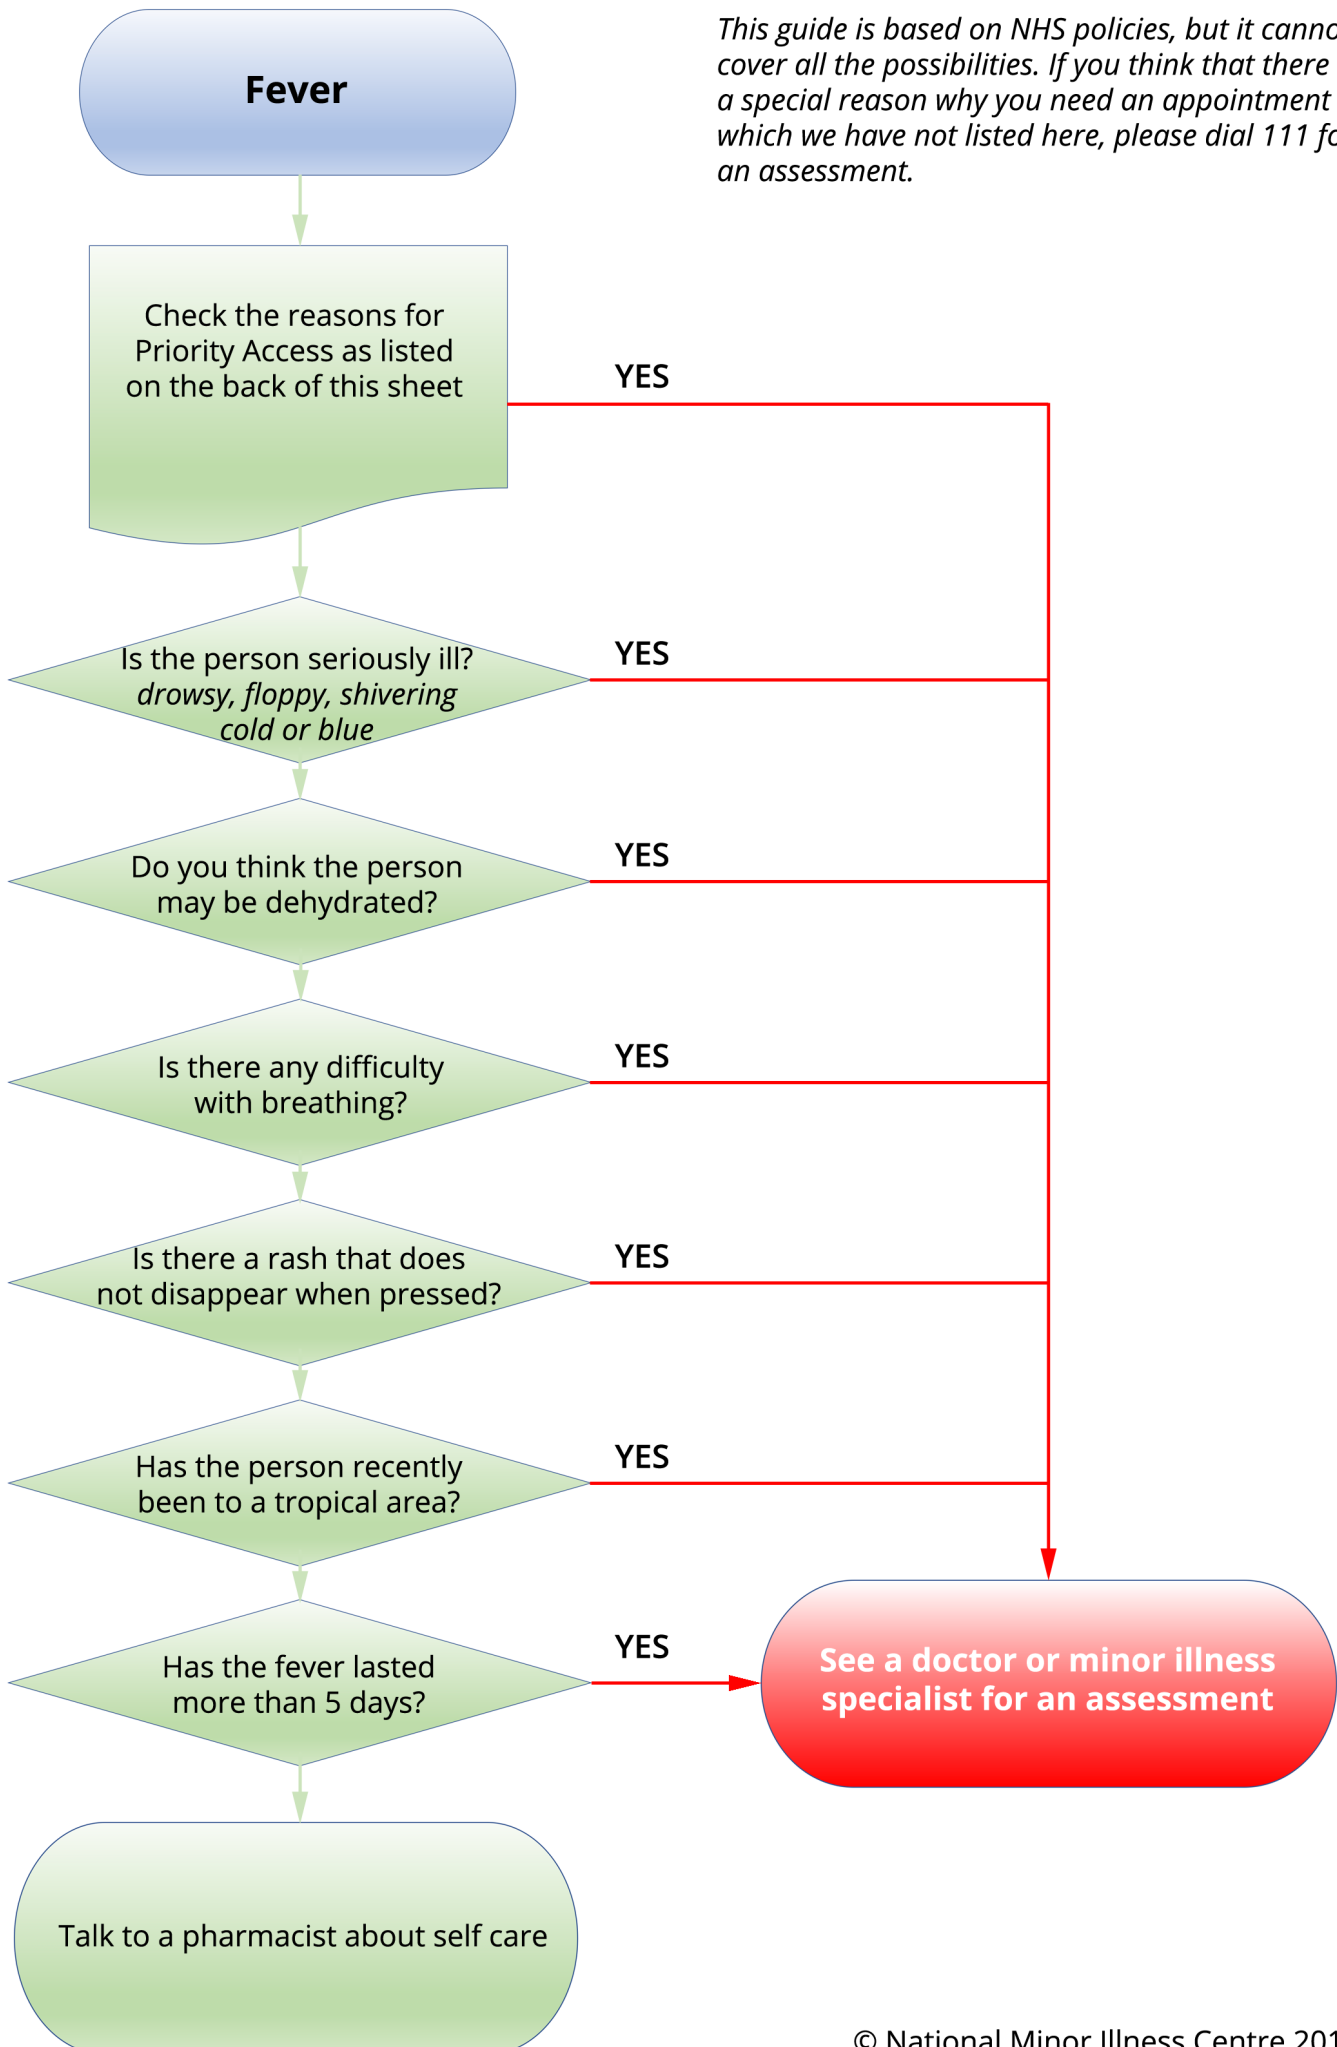 Fever
This guide is based on NHS policies, but it canno
cover all the possibilities. If you think that there
a special reason why you need an appointment
which we have not listed here, please dial 111 fo
an assessment.
Check the reasons for
Priority Access as listed
on the back of this sheet
YES
Is the person seriously ill?
drowsy, floppy, shivering
cold or blue
YES
Do you think the person
may be dehydrated?
YES
Is there any difficulty
with breathing?
YES
Is there a rash that does
not disappear when pressed?
YES
Has the person recently
been to a tropical area?
YES
Has the fever lasted
more than 5 days?
YES
See a doctor or minor illness
specialist for an assessment
Talk to a pharmacist about self care
© National Minor Illness Centre 201